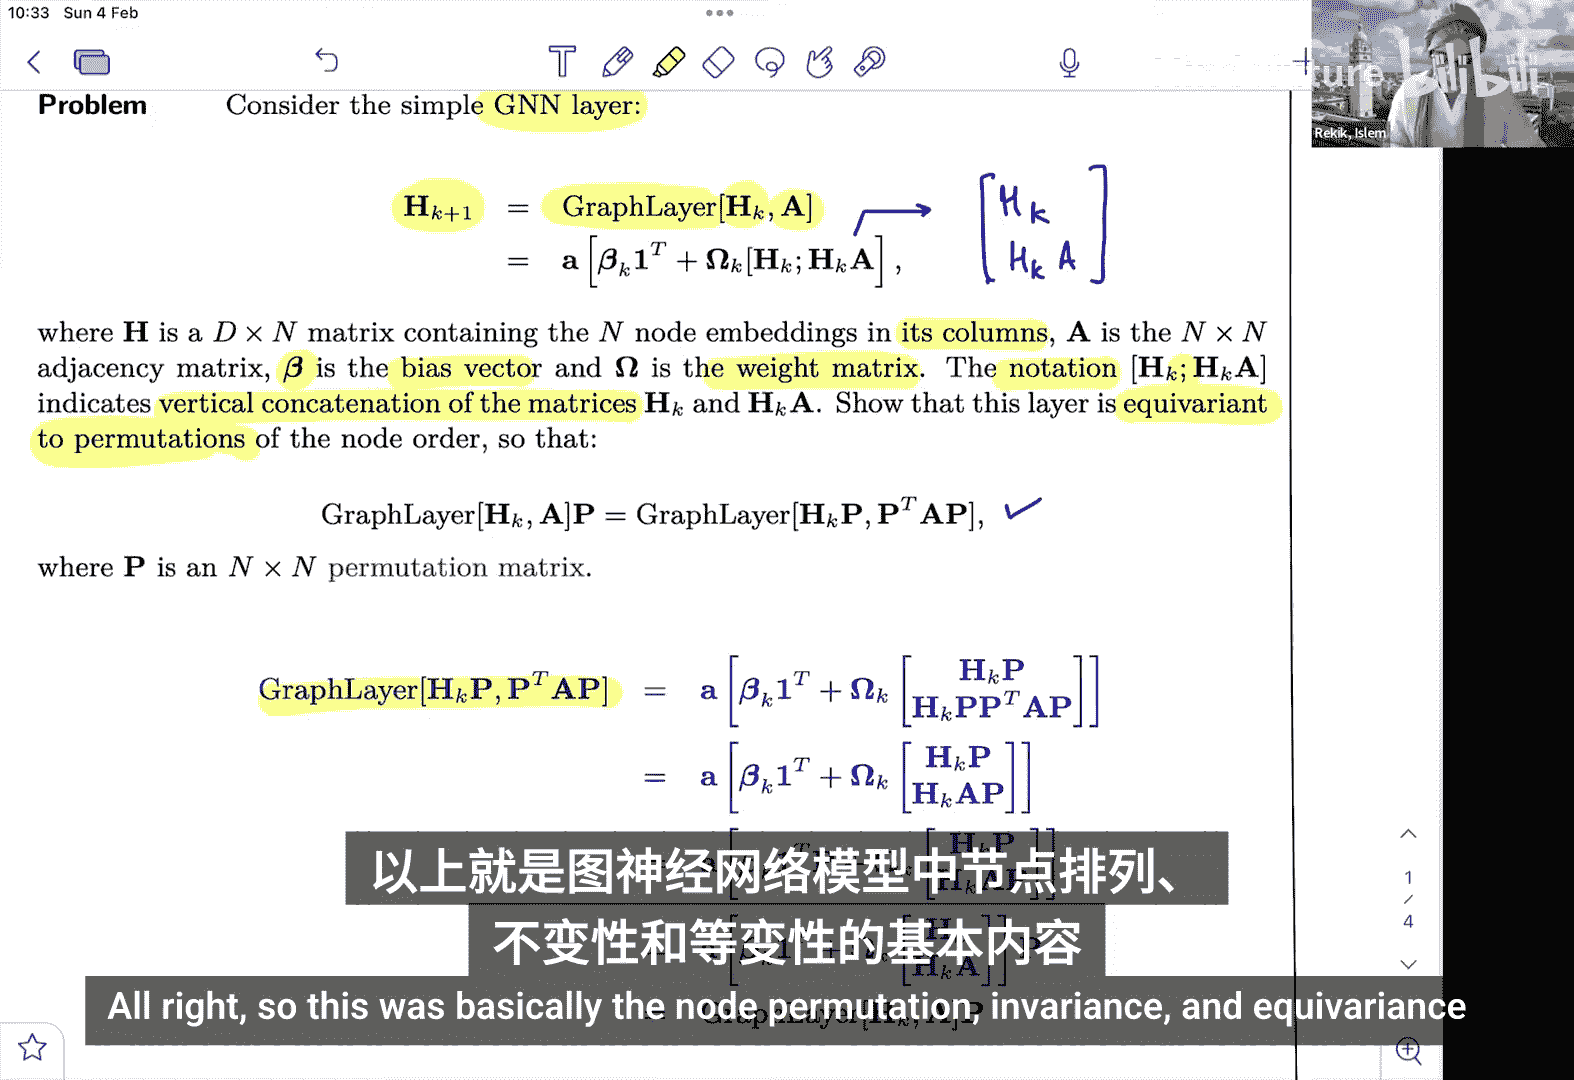 10:33 Sun 4 Feb
Problem Consider the simple GNN layer:
H_{k+1} = GraphLayer[H_k, A]
= a[β_k 1^T + Ω_k[H_k; H_k A]],
[H_k
H_k A]
where H is a D × N matrix containing the N node embeddings in its columns, A is the N × N
adjacency matrix, β is the bias vector and Ω is the weight matrix. The notation [H_k; H_k A]
indicates vertical concatenation of the matrices H_k and H_k A. Show that this layer is equivariant
to permutations of the node order, so that:
GraphLayer[H_k, A]P = GraphLayer[H_k P, P^T AP], ✓
where P is an N × N permutation matrix.
GraphLayer[H_k P, P^T AP] = a[β_k 1^T + Ω_k [H_k P
H_k PP^T AP]]
= a[β_k 1^T + Ω_k [H_k P
H_k AP]]
以上就是图神经网络模型中节点排列、
不变性和等变性的基本内容
All right, so this was basically the node permutation, invariance, and equivariance
ture
bilibili
Rekik, Islem
1
/
4